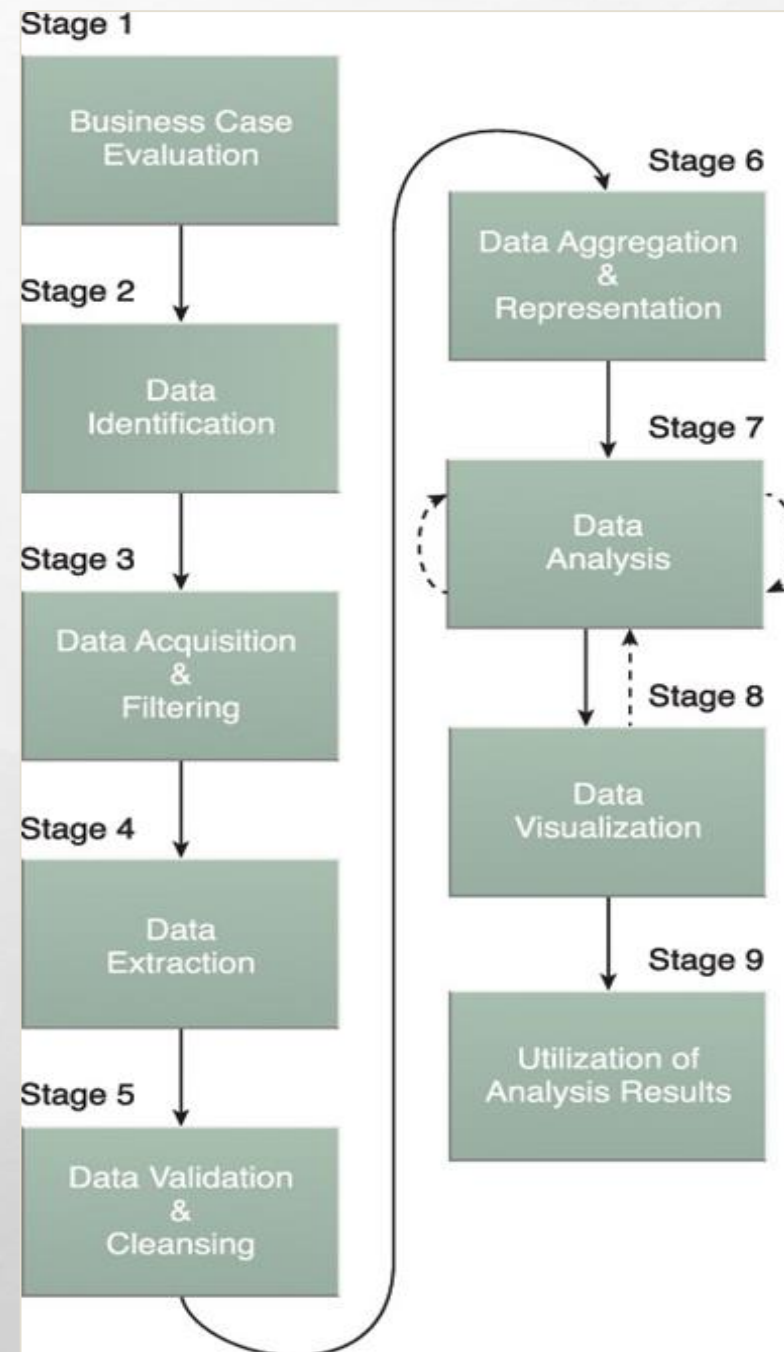 Stage 1
Business Case
Evaluation
Stage 2
Data
Identification
Stage 3
Data Acquisition
&
Filtering
Stage 4
Data
Extraction
Stage 5
Data Validation
&
Cleansing
Stage 6
Data Aggregation
&
Representation
Stage 7
Data
Analysis
Stage 8
Data
Visualization
Stage 9
Utilization of
Analysis Results